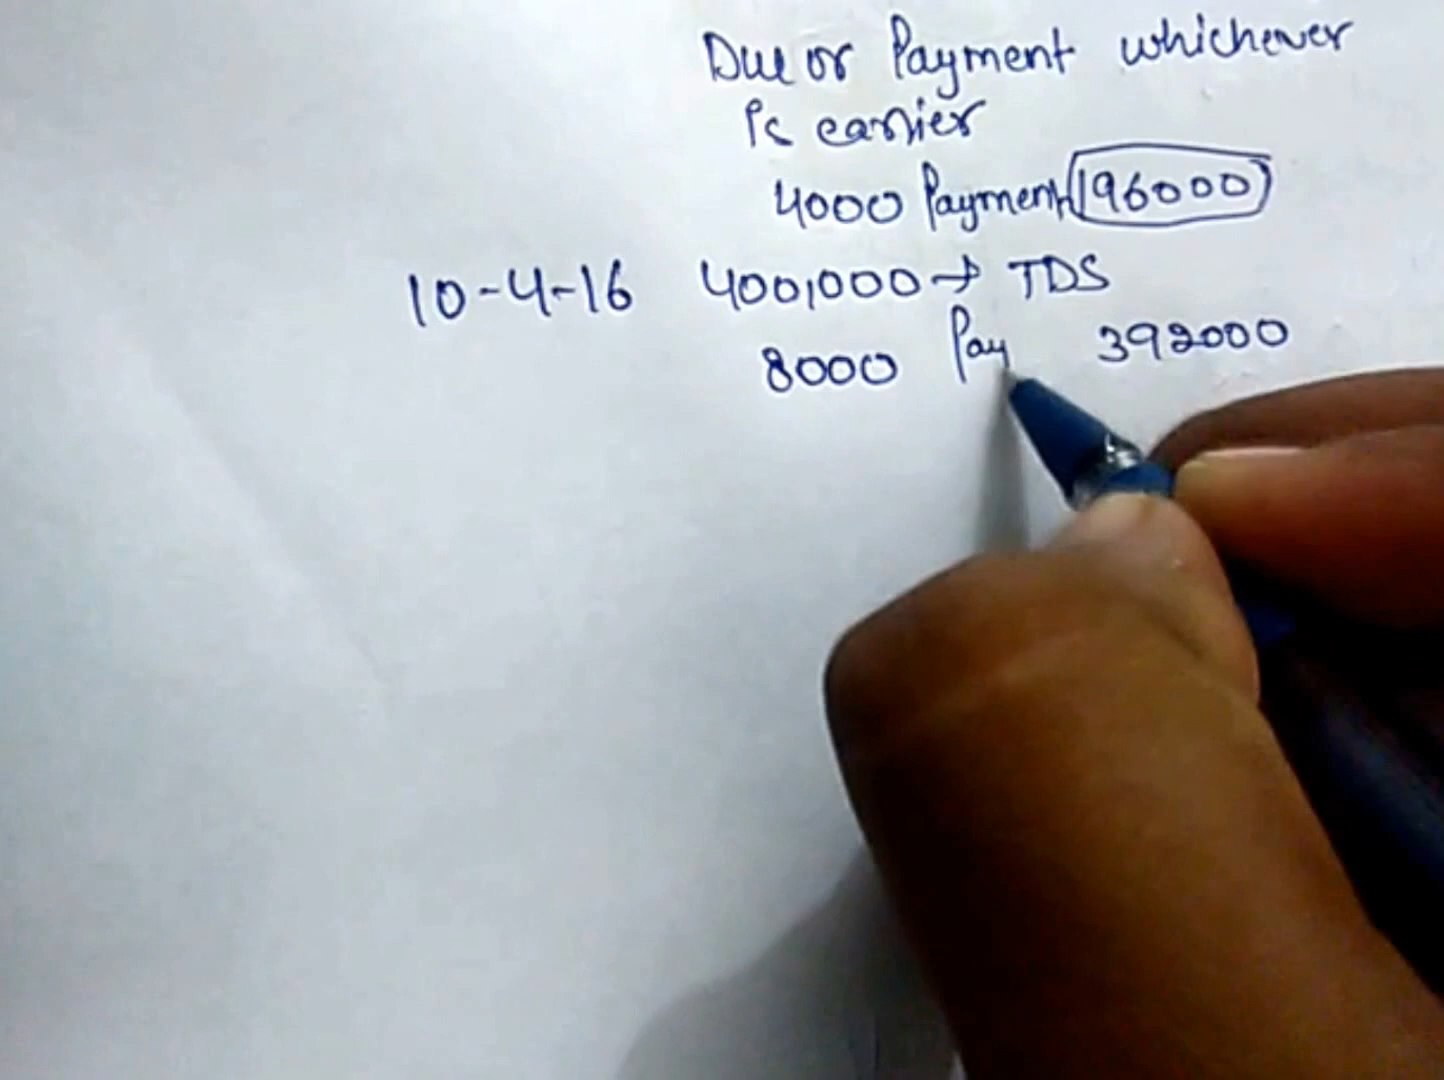 Due or Payment whichever
is earlier
4000 Payment 196000
10-4-16 400,000 → TDS
8000 Pay 392000